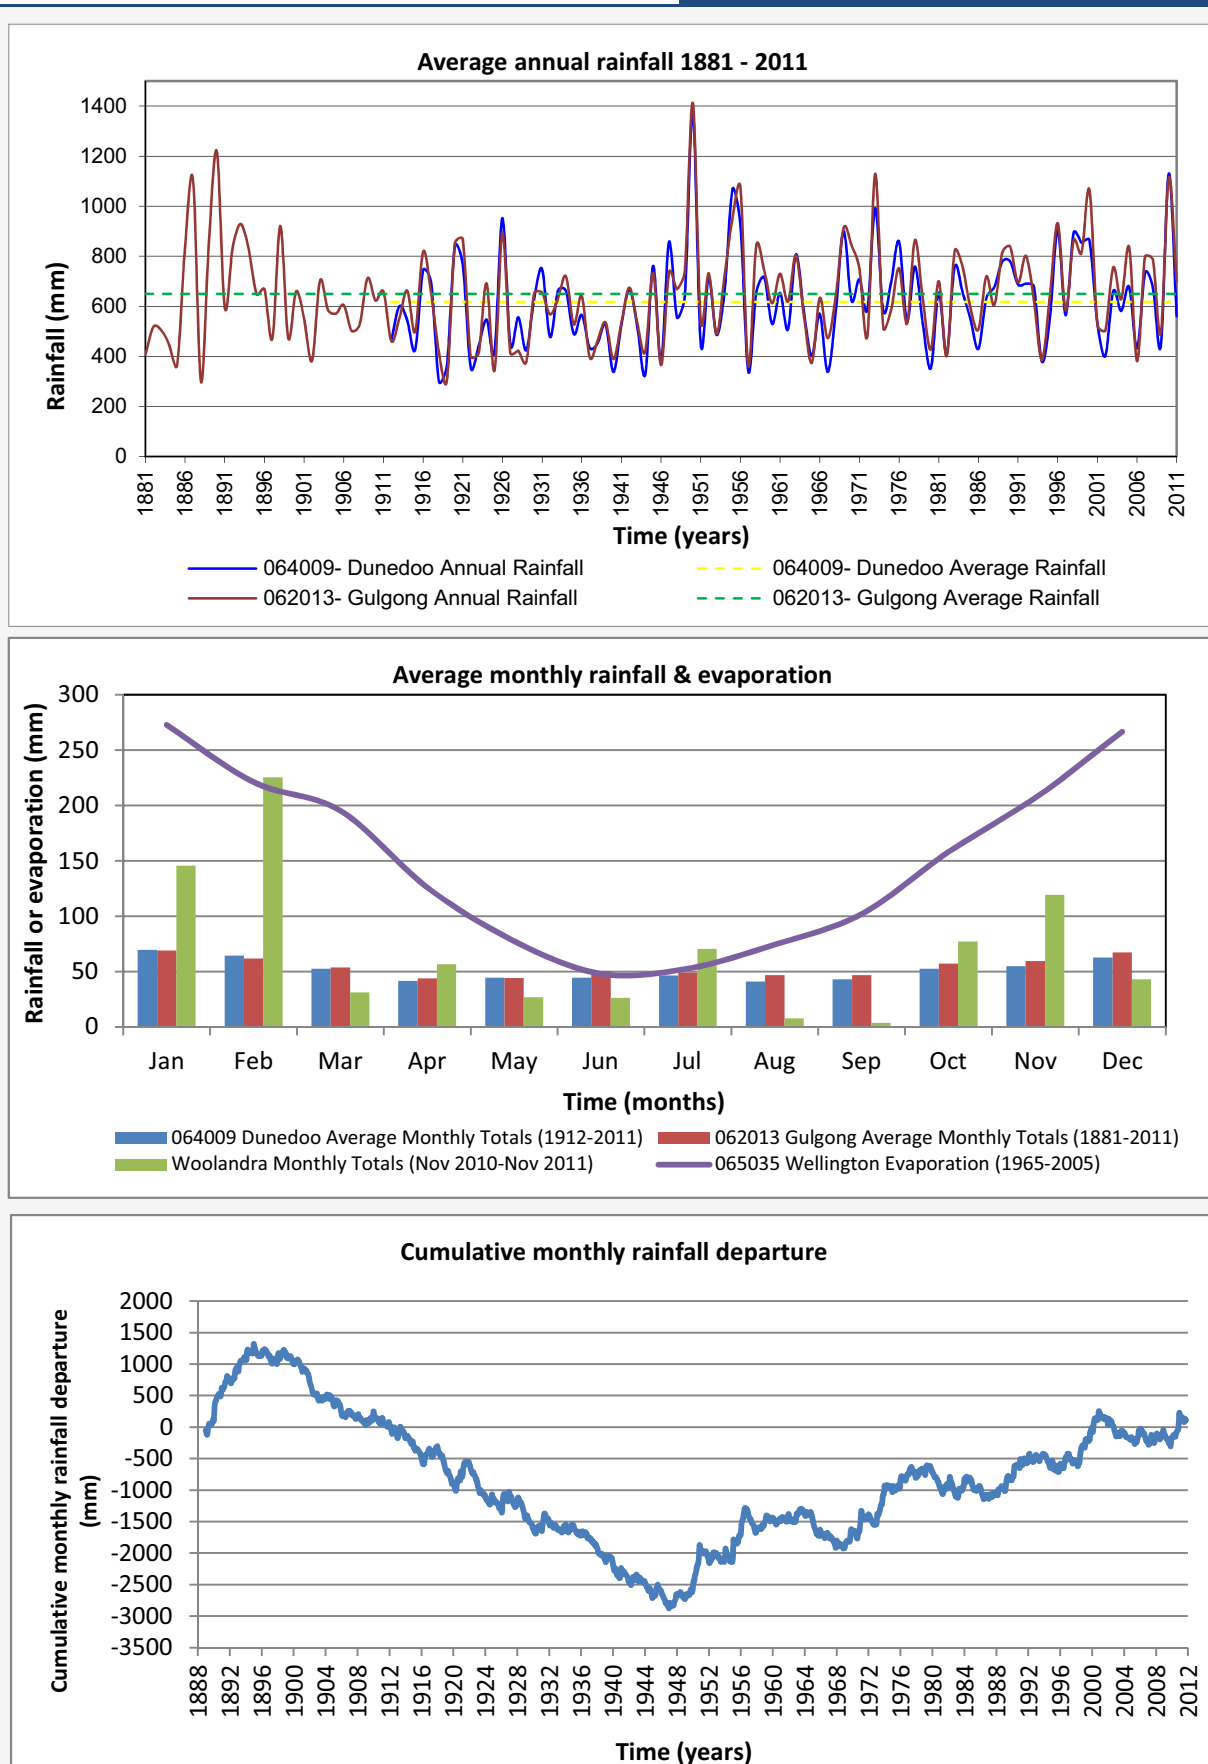 Average annual rainfall 1881 - 2011
Rainfall (mm)
1400
1200
1000
800
600
400
200
0
1881 1886 1891 1896 1901 1906 1911 1916 1921 1926 1931 1936 1941 1946 1951 1956 1961 1966 1971 1976 1981 1986 1991 1996 2001 2006 2011
Time (years)
064009- Dunedoo Annual Rainfall 064009- Dunedoo Average Rainfall
062013- Gulgong Annual Rainfall 062013- Gulgong Average Rainfall
Average monthly rainfall & evaporation
Rainfall or evaporation (mm)
300
250
200
150
100
50
0
Jan Feb Mar Apr May Jun Jul Aug Sep Oct Nov Dec
Time (months)
064009 Dunedoo Average Monthly Totals (1912-2011) 062013 Gulgong Average Monthly Totals (1881-2011)
Woolandra Monthly Totals (Nov 2010-Nov 2011) 065035 Wellington Evaporation (1965-2005)
Cumulative monthly rainfall departure
Cumulative monthly rainfall departure
(mm)
2000
1500
1000
500
0
-500
-1000
-1500
-2000
-2500
-3000
-3500
1888 1892 1896 1900 1904 1908 1912 1916 1920 1924 1928 1932 1936 1940 1944 1948 1952 1956 1960 1964 1968 1972 1976 1980 1984 1988 1992 1996 2000 2004 2008 2012
Time (years)